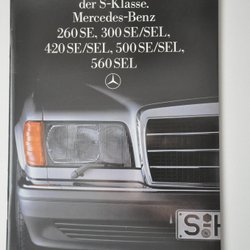 der S-Klasse.
Mercedes-Benz
260 SE, 300 SE/SEL,
420 SE/SEL, 500 SE/SEL,
560 SEL
S